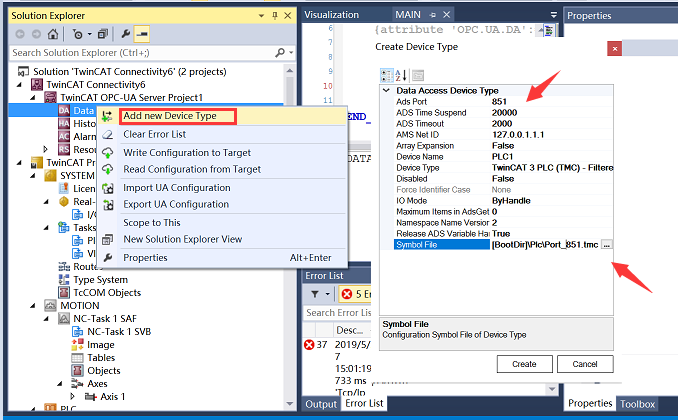 Solution Explorer
Search Solution Explorer (Ctrl+;)
Solution 'TwinCAT Connectivity6' (2 projects)
TwinCAT Connectivity6
TwinCAT OPC-UA Server Project1
DA Data
HA Histo
AC Alarn
Resou
TwinCAT Pr
SYSTEM
Licen
Real-
I/C
Tasks
Pl
VI
Route
Type System
TcCOM Objects
MOTION
NC-Task 1 SAF
NC-Task 1 SVB
Image
Tables
Objects
Axes
Axis 1
PLC
Add new Device Type
Clear Error List
Write Configuration to Target
Read Configuration from Target
Import UA Configuration
Export UA Configuration
Scope to This
New Solution Explorer View
Properties Alt+Enter
Visualization MAIN
6 {attribute 'OPC.UA.DA':
7
8
9
10
11
END_
DATA
Error List
5 Er
Search Error List
Desc...
37 2019/5/
7
15:01:19
733 ms
'Tcp/Ip
Output Error List
Create Device Type
Data Access Device Type
Ads Port 851
ADS Time Suspend 20000
ADS Timeout 2000
AMS Net ID 127.0.0.1.1.1
Array Expansion False
Device Name PLC1
Device Type TwinCAT 3 PLC (TMC) - Filtere
Disabled False
Force Identifier Case None
IO Mode ByHandle
Maximum Items in AdsGet 0
Namespace Name Version 2
Release ADS Variable Ha True
Symbol File [BootDir]\Plc\Port_851.tmc ...
Symbol File
Configuration Symbol File of Device Type
Create Cancel
Properties
Properties Toolbox